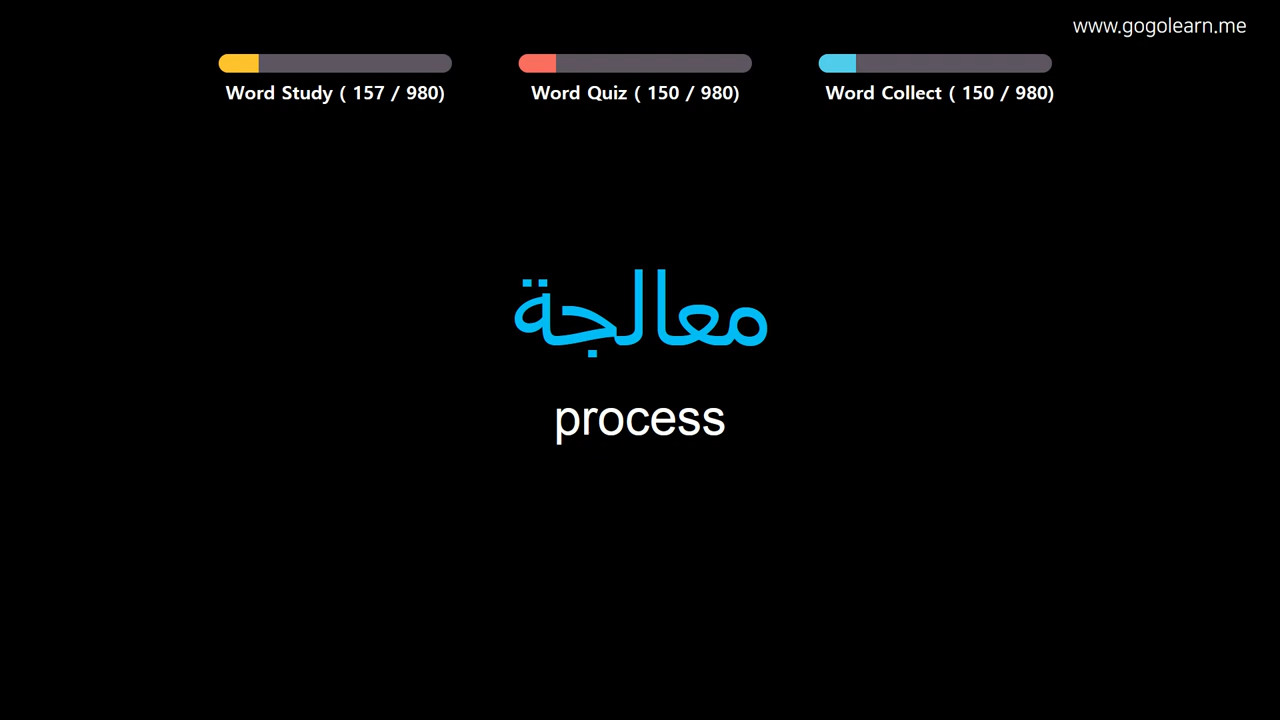 www.gogolearn.me
Word Study ( 157 / 980)
Word Quiz ( 150 / 980)
Word Collect ( 150 / 980)
معالجة
process